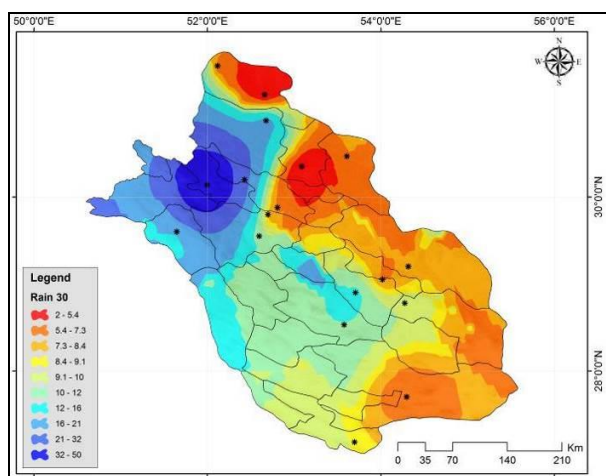 50°0'0"E 52°0'0"E 54°0'0"E 56°0'0"E
N
W E
S
30°0'0"N
28°0'0"N
Legend
Rain 30
2 - 5.4
5.4 - 7.3
7.3 - 8.4
8.4 - 9.1
9.1 - 10
10 - 12
12 - 16
16 - 21
21 - 32
32 - 50
Km
0 35 70 140 210